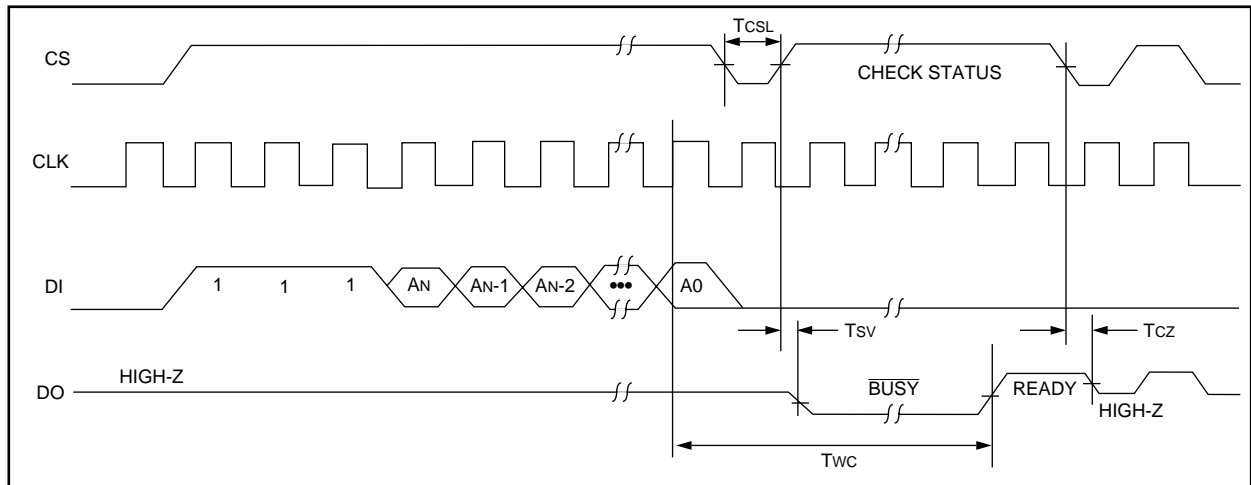 TCSL
CS
CHECK STATUS
CLK
DI
1 1 1 AN AN-1 AN-2 ••• A0
TSV
TCZ
DO
HIGH-Z
BUSY
READY
HIGH-Z
TWC